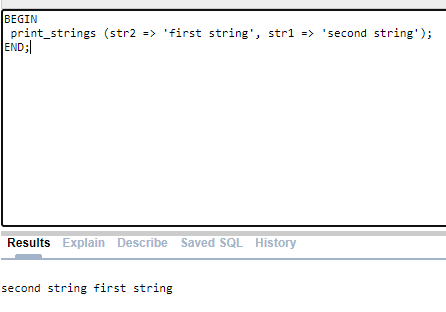 BEGIN
print_strings (str2 => 'first string', str1 => 'second string');
END;
Results Explain Describe Saved SQL History
second string first string